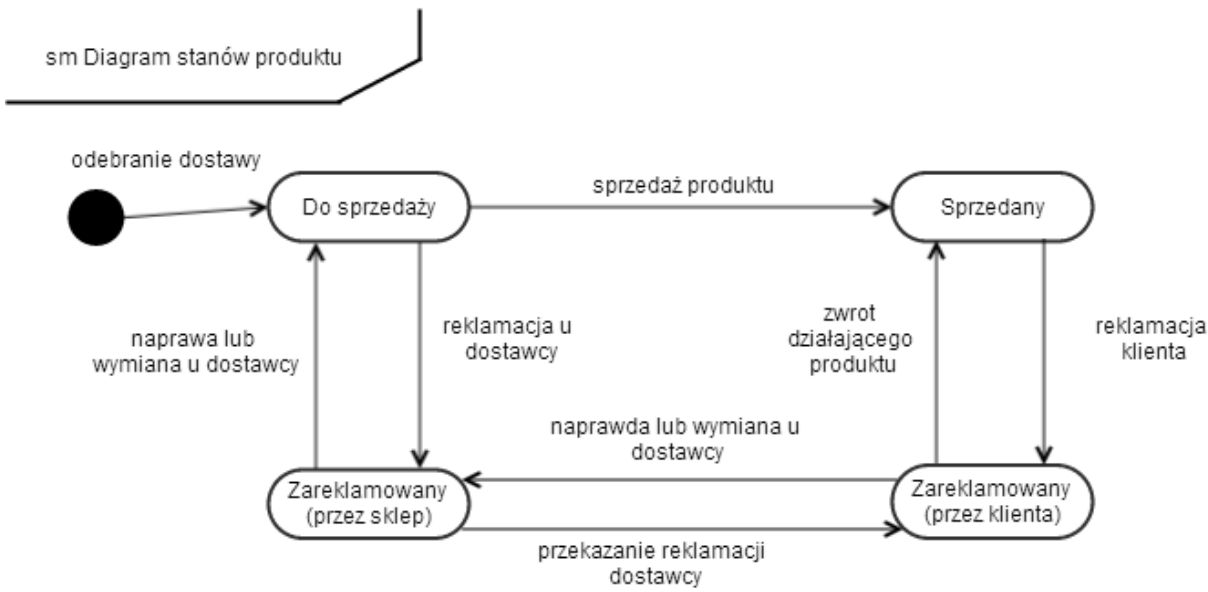 sm Diagram stanów produktu
odebranie dostawy
Do sprzedaży
sprzedaż produktu
Sprzedany
naprawa lub
wymiana u dostawcy
reklamacja u
dostawcy
zwrot
działającego
produktu
reklamacja
klienta
naprawda lub wymiana u
dostawcy
Zareklamowany
(przez sklep)
Zareklamowany
(przez klienta)
przekazanie reklamacji
dostawcy